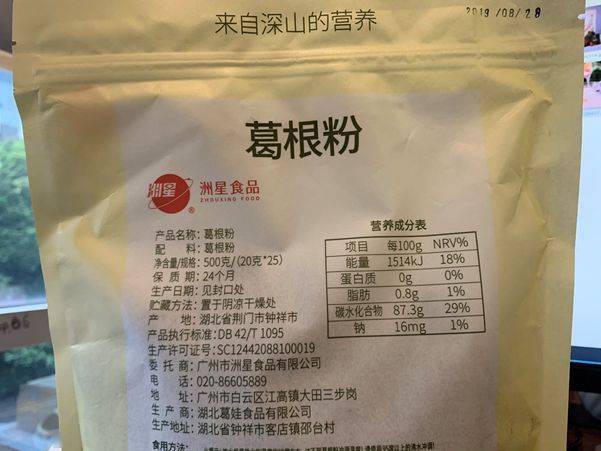 来自深山的营养
2019/08/28
葛根粉
洲星
®
洲星食品
ZHOUXING FOOD
产品名称: 葛根粉
配 料: 葛根粉
净含量/规格: 500克/(20克*25)
保 质 期: 24个月
生产日期: 见封口处
贮藏方法: 置于阴凉干燥处
产 地: 湖北省荆门市钟祥市
产品执行标准: DB 42/T 1095
生产许可证号: SC12442088100019
委 托 商: 广州市洲星食品有限公司
电 话: 020-86605889
地 址: 广州市白云区江高镇大田三步岗
生 产 商: 湖北葛娃食品有限公司
地 址: 湖北省钟祥市客店镇邵台村
食用方法:
营养成分表
项目 每100g NRV%
能量 1514kJ 18%
蛋白质 0g 0%
脂肪 0.8g 1%
碳水化合物 87.3g 29%
钠 16mg 1%